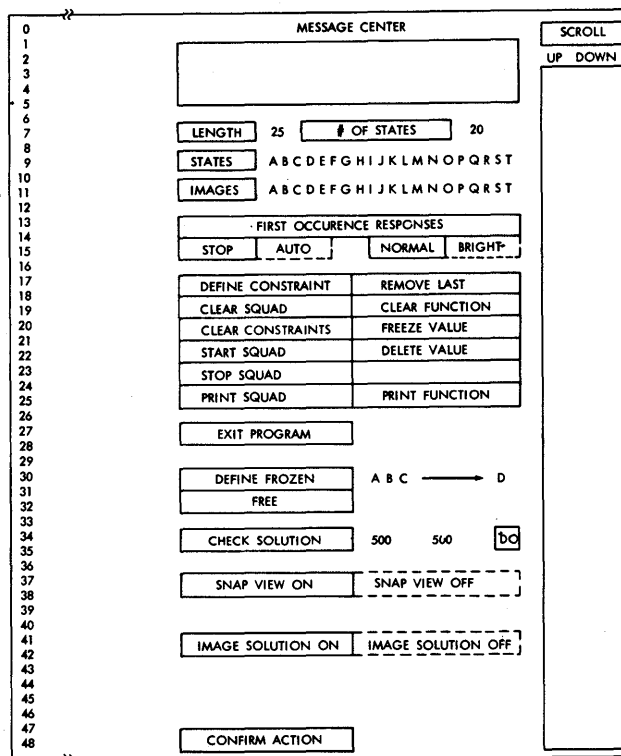 MESSAGE CENTER
SCROLL
UP DOWN
0
1
2
3
4
5
6
7
8
9
10
11
12
13
14
15
16
17
18
19
20
21
22
23
24
25
26
27
28
29
30
31
32
33
34
35
36
37
38
39
40
41
42
43
44
45
46
47
48
LENGTH 25 # OF STATES 20
STATES A B C D E F G H I J K L M N O P Q R S T
IMAGES A B C D E F G H I J K L M N O P Q R S T
FIRST OCCURENCE RESPONSES
STOP AUTO NORMAL BRIGHT
DEFINE CONSTRAINT REMOVE LAST
CLEAR SQUAD CLEAR FUNCTION
CLEAR CONSTRAINTS FREEZE VALUE
START SQUAD DELETE VALUE
STOP SQUAD
PRINT SQUAD PRINT FUNCTION
EXIT PROGRAM
DEFINE FROZEN A B C → D
FREE
CHECK SOLUTION 500 500 DO
SNAP VIEW ON SNAP VIEW OFF
IMAGE SOLUTION ON IMAGE SOLUTION OFF
CONFIRM ACTION